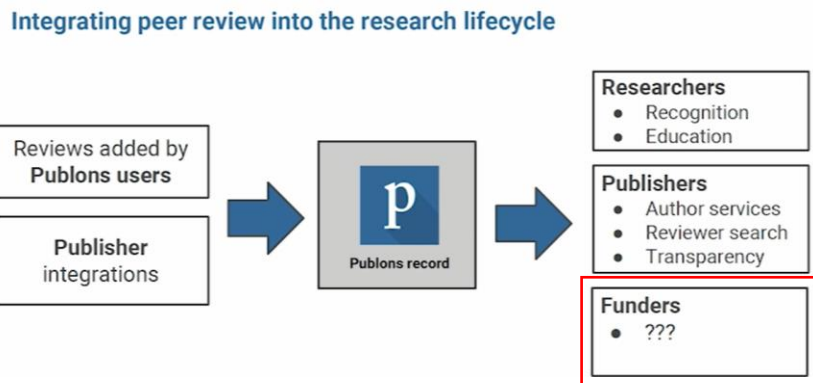 Integrating peer review into the research lifecycle
Reviews added by
Publons users
Publisher
integrations
p
Publons record
Researchers
● Recognition
● Education
Publishers
● Author services
● Reviewer search
● Transparency
Funders
● ???